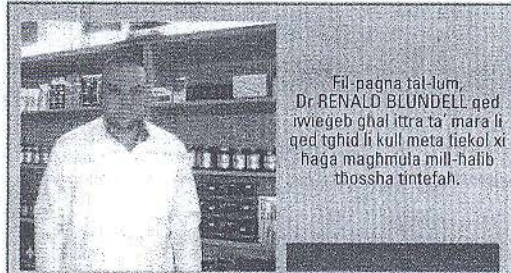 Fil-paġna tal-lum,
Dr RENALD BLUNDELL qed
iwieġeb għal ittra ta' mara li
qed tgħid li kull meta tiekol xi
ħaġa magħmula mill-ħalib
tħossha tintefaħ.